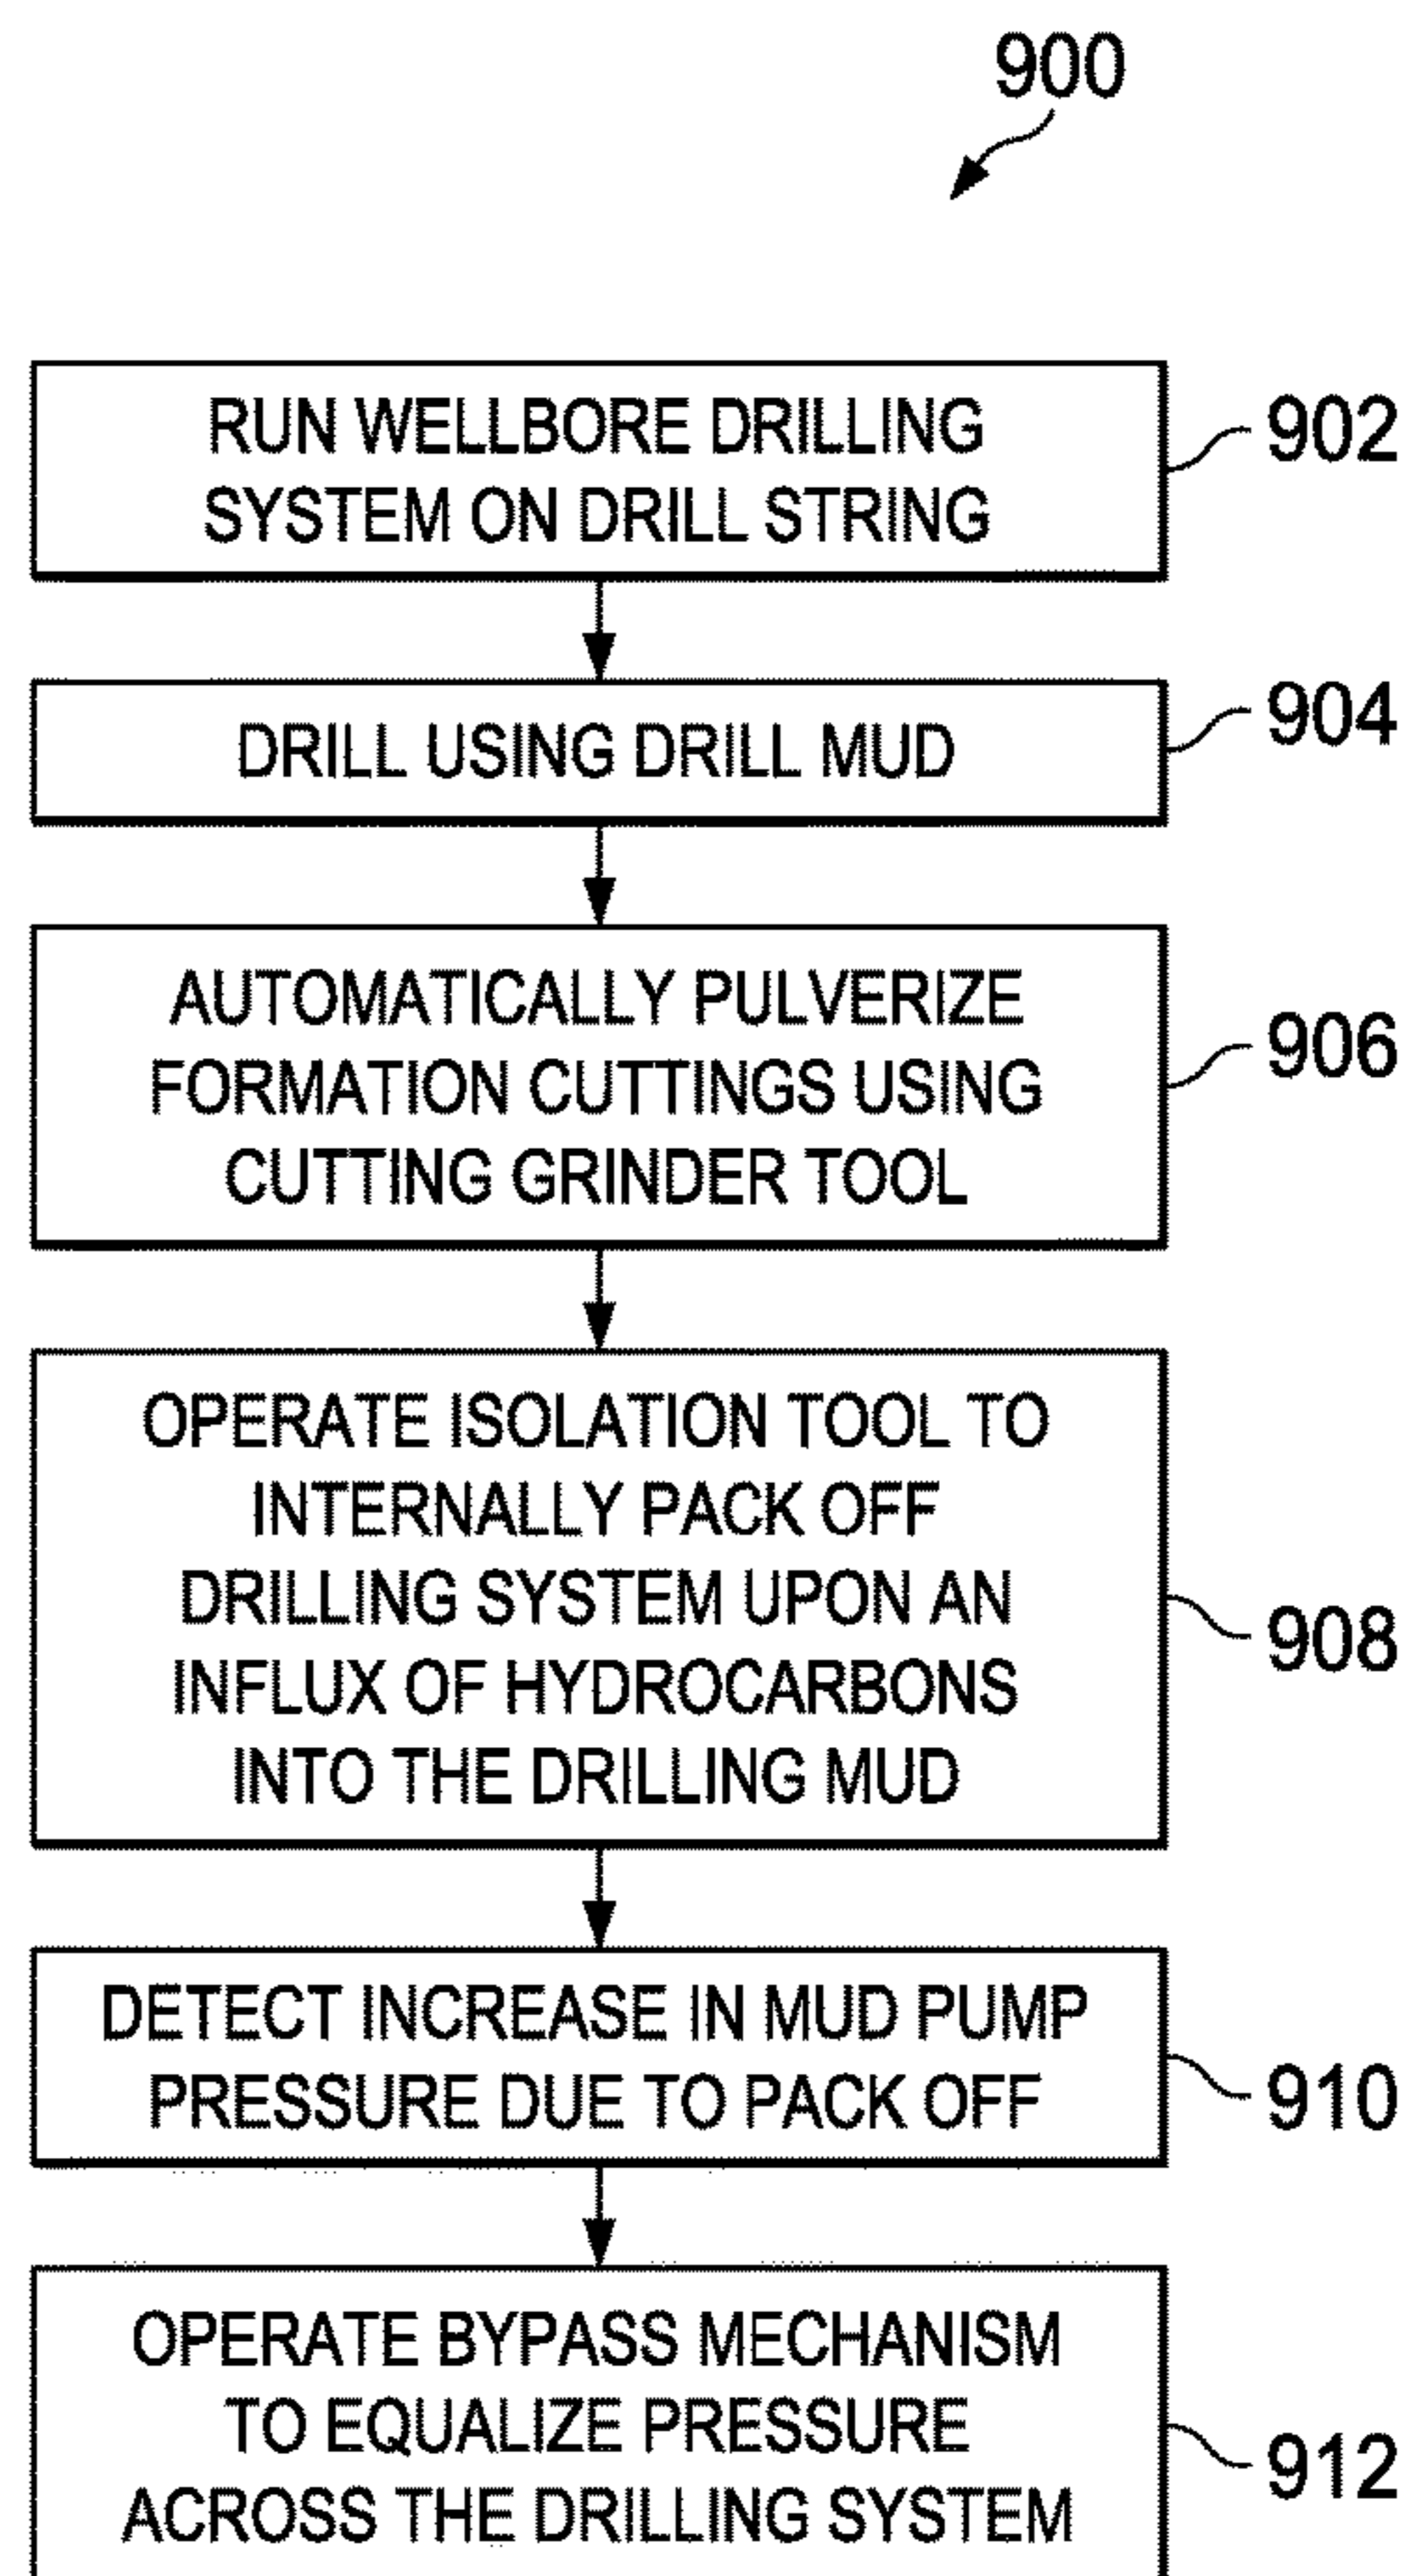 900
RUN WELLBORE DRILLING
SYSTEM ON DRILL STRING
902
DRILL USING DRILL MUD
904
AUTOMATICALLY PULVERIZE
FORMATION CUTTINGS USING
CUTTING GRINDER TOOL
906
OPERATE ISOLATION TOOL TO
INTERNALLY PACK OFF
DRILLING SYSTEM UPON AN
INFLUX OF HYDROCARBONS
INTO THE DRILLING MUD
908
DETECT INCREASE IN MUD PUMP
PRESSURE DUE TO PACK OFF
910
OPERATE BYPASS MECHANISM
TO EQUALIZE PRESSURE
ACROSS THE DRILLING SYSTEM
912